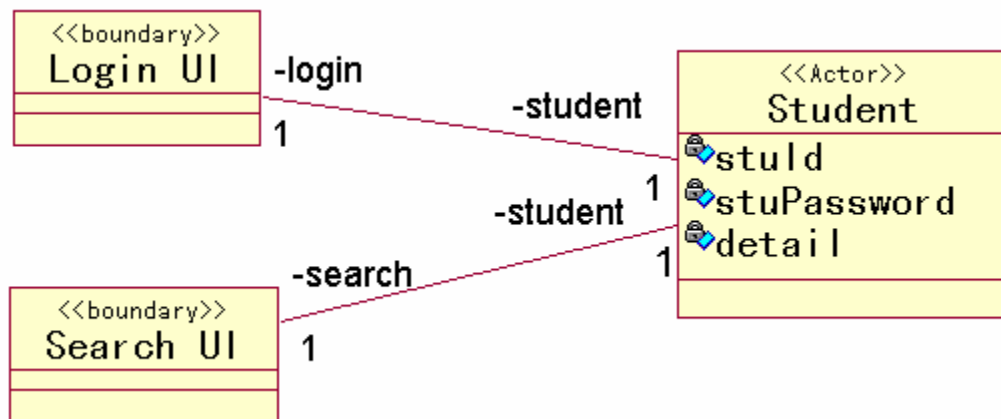 <<boundary>>
Login UI
-login
1
-student
1
<<Actor>>
Student
stuId
stuPassword
detail
-student
1
-search
1
<<boundary>>
Search UI